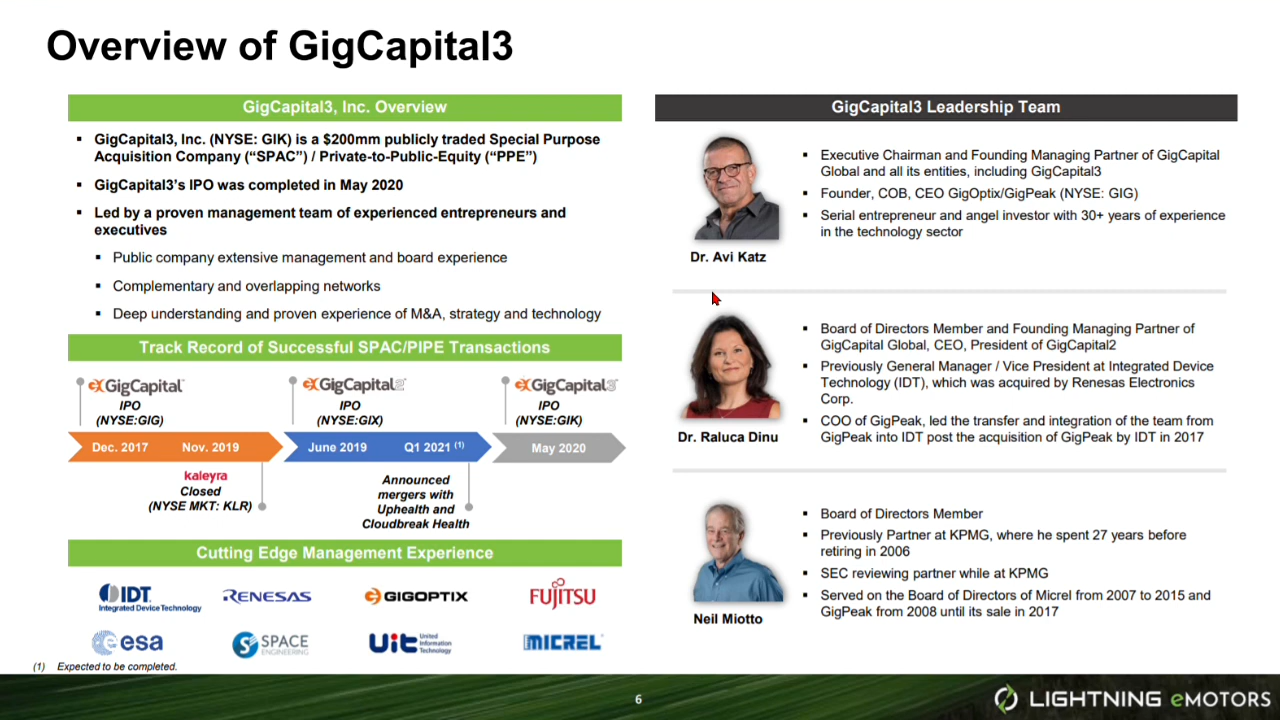 Overview of GigCapital3
GigCapital3, Inc. Overview
▪ GigCapital3, Inc. (NYSE: GIK) is a $200mm publicly traded Special Purpose
Acquisition Company (“SPAC”) / Private-to-Public-Equity (“PPE”)
▪ GigCapital3’s IPO was completed in May 2020
▪ Led by a proven management team of experienced entrepreneurs and
executives
▪ Public company extensive management and board experience
▪ Complementary and overlapping networks
▪ Deep understanding and proven experience of M&A, strategy and technology
Track Record of Successful SPAC/PIPE Transactions
GigCapital
IPO
(NYSE:GIG)
GigCapital2
IPO
(NYSE:GIX)
GigCapital3
IPO
(NYSE:GIK)
Dec. 2017 Nov. 2019 June 2019 Q1 2021 (1) May 2020
kaleyra
Closed
(NYSE MKT: KLR)
Announced
mergers with
Uphealth and
Cloudbreak Health
Cutting Edge Management Experience
IDT
Integrated Device Technology
RENESAS
GIGOPTIX
FUJITSU
esa
SPACE
ENGINEERING
Uit United
Information
Technology
MICREL
(1) Expected to be completed.
GigCapital3 Leadership Team
▪ Executive Chairman and Founding Managing Partner of GigCapital
Global and all its entities, including GigCapital3
▪ Founder, COB, CEO GigOptix/GigPeak (NYSE: GIG)
▪ Serial entrepreneur and angel investor with 30+ years of experience
in the technology sector
Dr. Avi Katz
▪ Board of Directors Member and Founding Managing Partner of
GigCapital Global, CEO, President of GigCapital2
▪ Previously General Manager / Vice President at Integrated Device
Technology (IDT), which was acquired by Renesas Electronics
Corp.
▪ COO of GigPeak, led the transfer and integration of the team from
GigPeak into IDT post the acquisition of GigPeak by IDT in 2017
Dr. Raluca Dinu
▪ Board of Directors Member
▪ Previously Partner at KPMG, where he spent 27 years before
retiring in 2006
▪ SEC reviewing partner while at KPMG
▪ Served on the Board of Directors of Micrel from 2007 to 2015 and
GigPeak from 2008 until its sale in 2017
Neil Miotto
6
LIGHTNING eMOTORS